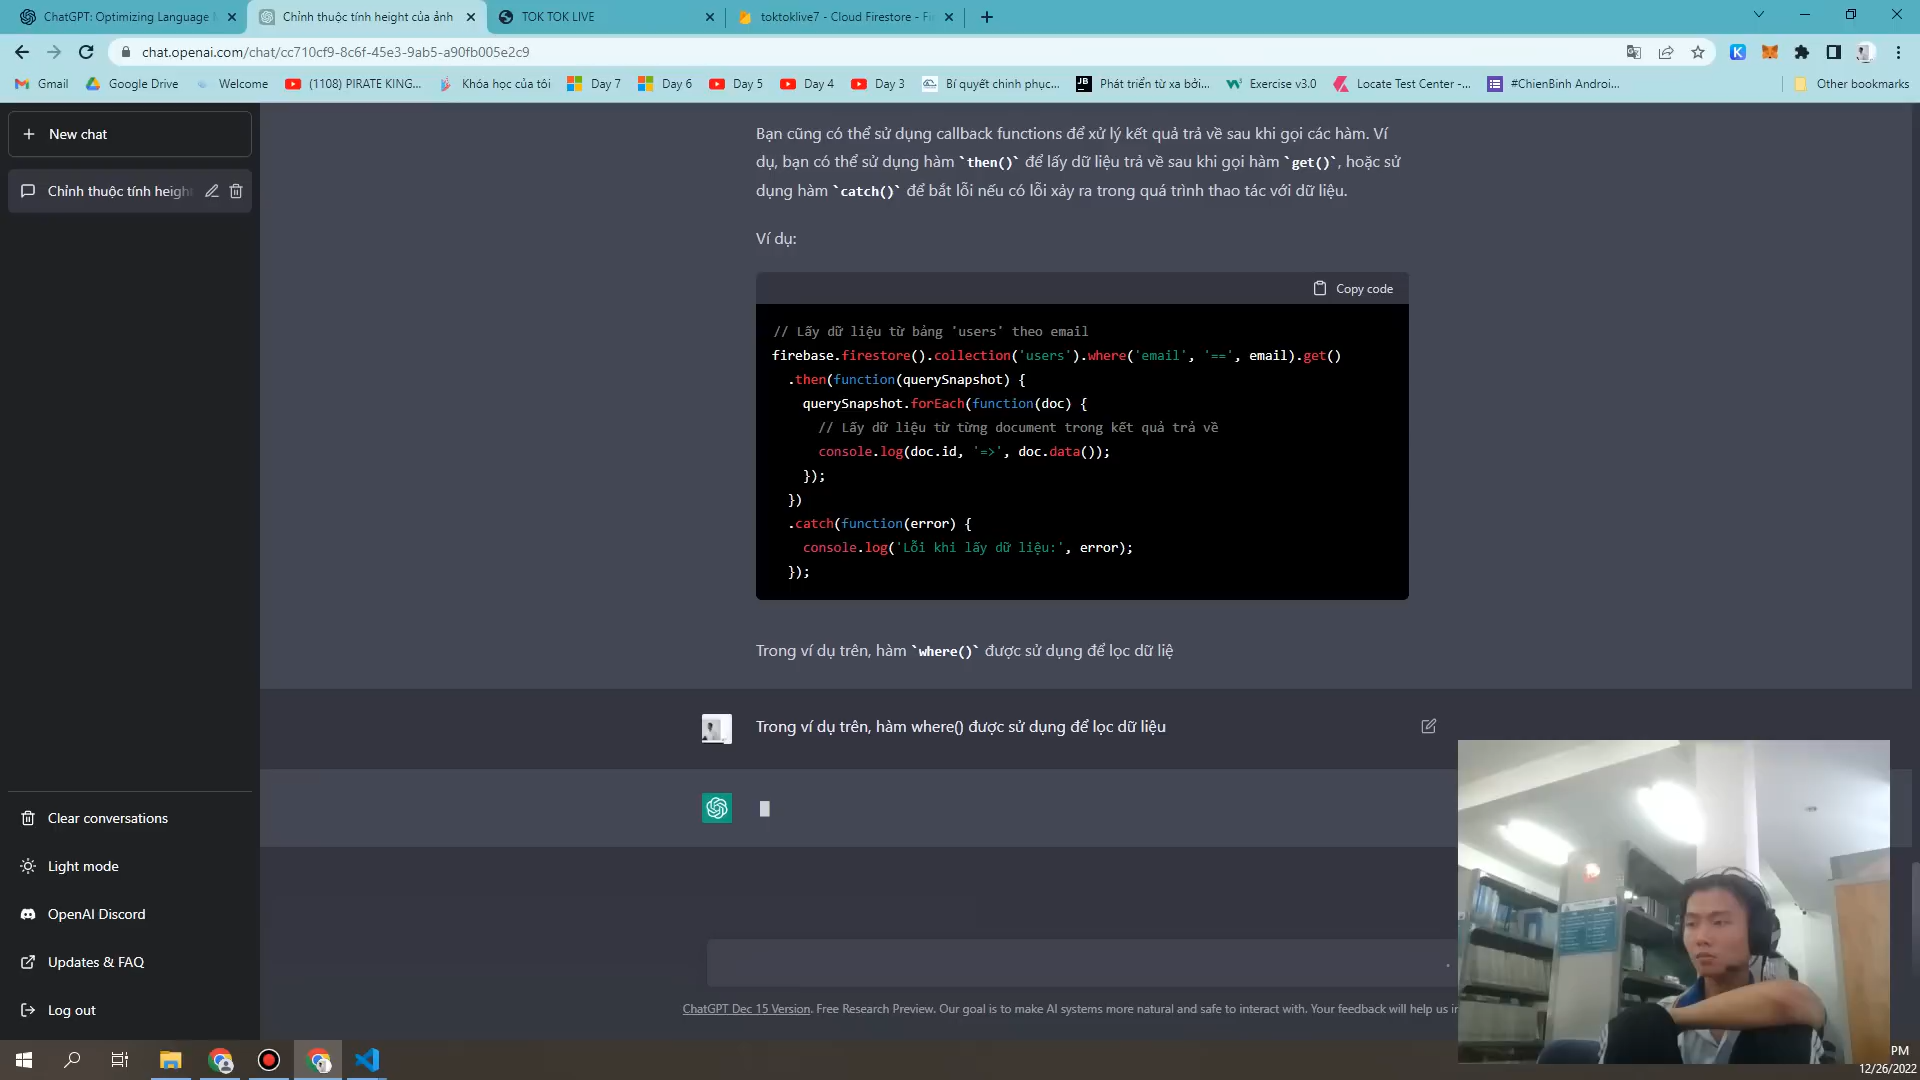 ChatGPT: Optimizing Language
Chỉnh thuộc tính height của ảnh
TOK TOK LIVE
toktoklive7 - Cloud Firestore - Fi
chat.openai.com/chat/cc710cf9-8c6f-45e3-9ab5-a90fb005e2c9
Gmail
Google Drive
Welcome
(1108) PIRATE KING...
Khóa học của tôi
Day 7
Day 6
Day 5
Day 4
Day 3
Bí quyết chinh phục...
Phát triển từ xa bởi...
Exercise v3.0
Locate Test Center -...
#ChienBinh Androi...
Other bookmarks
New chat
Chỉnh thuộc tính heigh
Bạn cũng có thể sử dụng callback functions để xử lý kết quả trả về sau khi gọi các hàm. Ví
dụ, bạn có thể sử dụng hàm `then()` để lấy dữ liệu trả về sau khi gọi hàm `get()`, hoặc sử
dụng hàm `catch()` để bắt lỗi nếu có lỗi xảy ra trong quá trình thao tác với dữ liệu.
Ví dụ:
Copy code
// Lấy dữ liệu từ bảng 'users' theo email
firebase.firestore().collection('users').where('email', '==', email).get()
.then(function(querySnapshot) {
querySnapshot.forEach(function(doc) {
// Lấy dữ liệu từ từng document trong kết quả trả về
console.log(doc.id, '=>', doc.data());
});
})
.catch(function(error) {
console.log('Lỗi khi lấy dữ liệu:', error);
});
Trong ví dụ trên, hàm `where()` được sử dụng để lọc dữ liệ
Trong ví dụ trên, hàm where() được sử dụng để lọc dữ liệu
Clear conversations
Light mode
OpenAI Discord
Updates & FAQ
Log out
ChatGPT Dec 15 Version. Free Research Preview. Our goal is to make AI systems more natural and safe to interact with. Your feedback will help us i
PM
12/26/2022